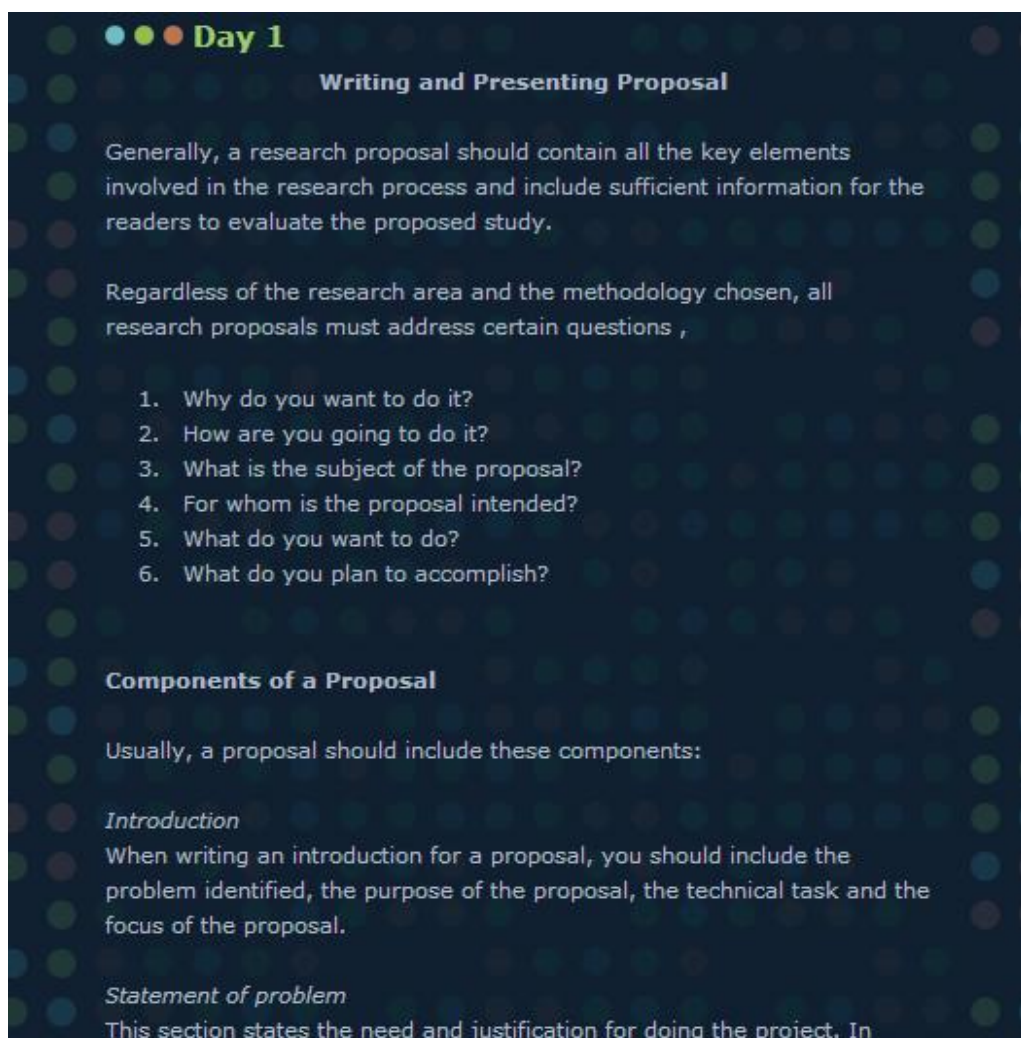 Day 1
Writing and Presenting Proposal
Generally, a research proposal should contain all the key elements
involved in the research process and include sufficient information for the
readers to evaluate the proposed study.
Regardless of the research area and the methodology chosen, all
research proposals must address certain questions ,
1. Why do you want to do it?
2. How are you going to do it?
3. What is the subject of the proposal?
4. For whom is the proposal intended?
5. What do you want to do?
6. What do you plan to accomplish?
Components of a Proposal
Usually, a proposal should include these components:
Introduction
When writing an introduction for a proposal, you should include the
problem identified, the purpose of the proposal, the technical task and the
focus of the proposal.
Statement of problem
This section states the need and justification for doing the project. In